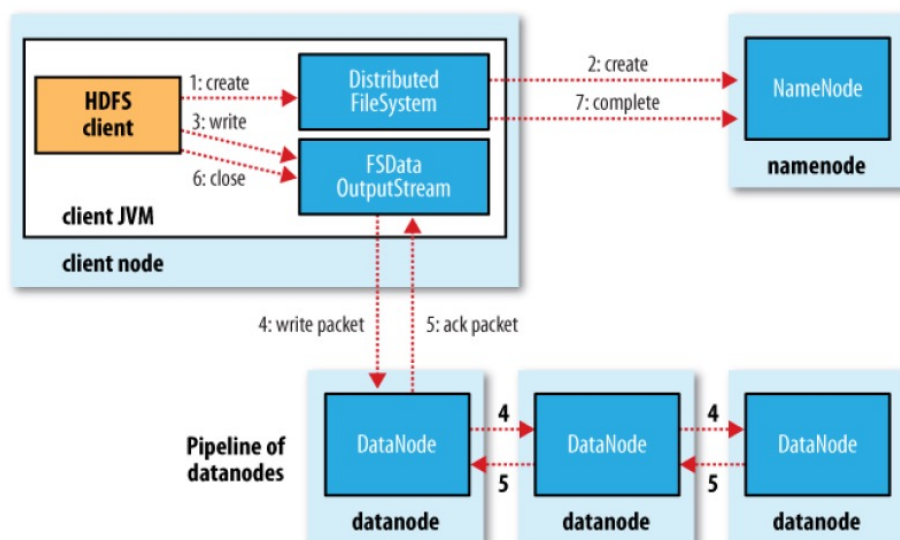 HDFS
client
1: create
3: write
6: close
Distributed
FileSystem
FSData
OutputStream
client JVM
client node
2: create
7: complete
NameNode
namenode
4: write packet
5: ack packet
Pipeline of
datanodes
DataNode
4
5
DataNode
4
5
DataNode
datanode
datanode
datanode